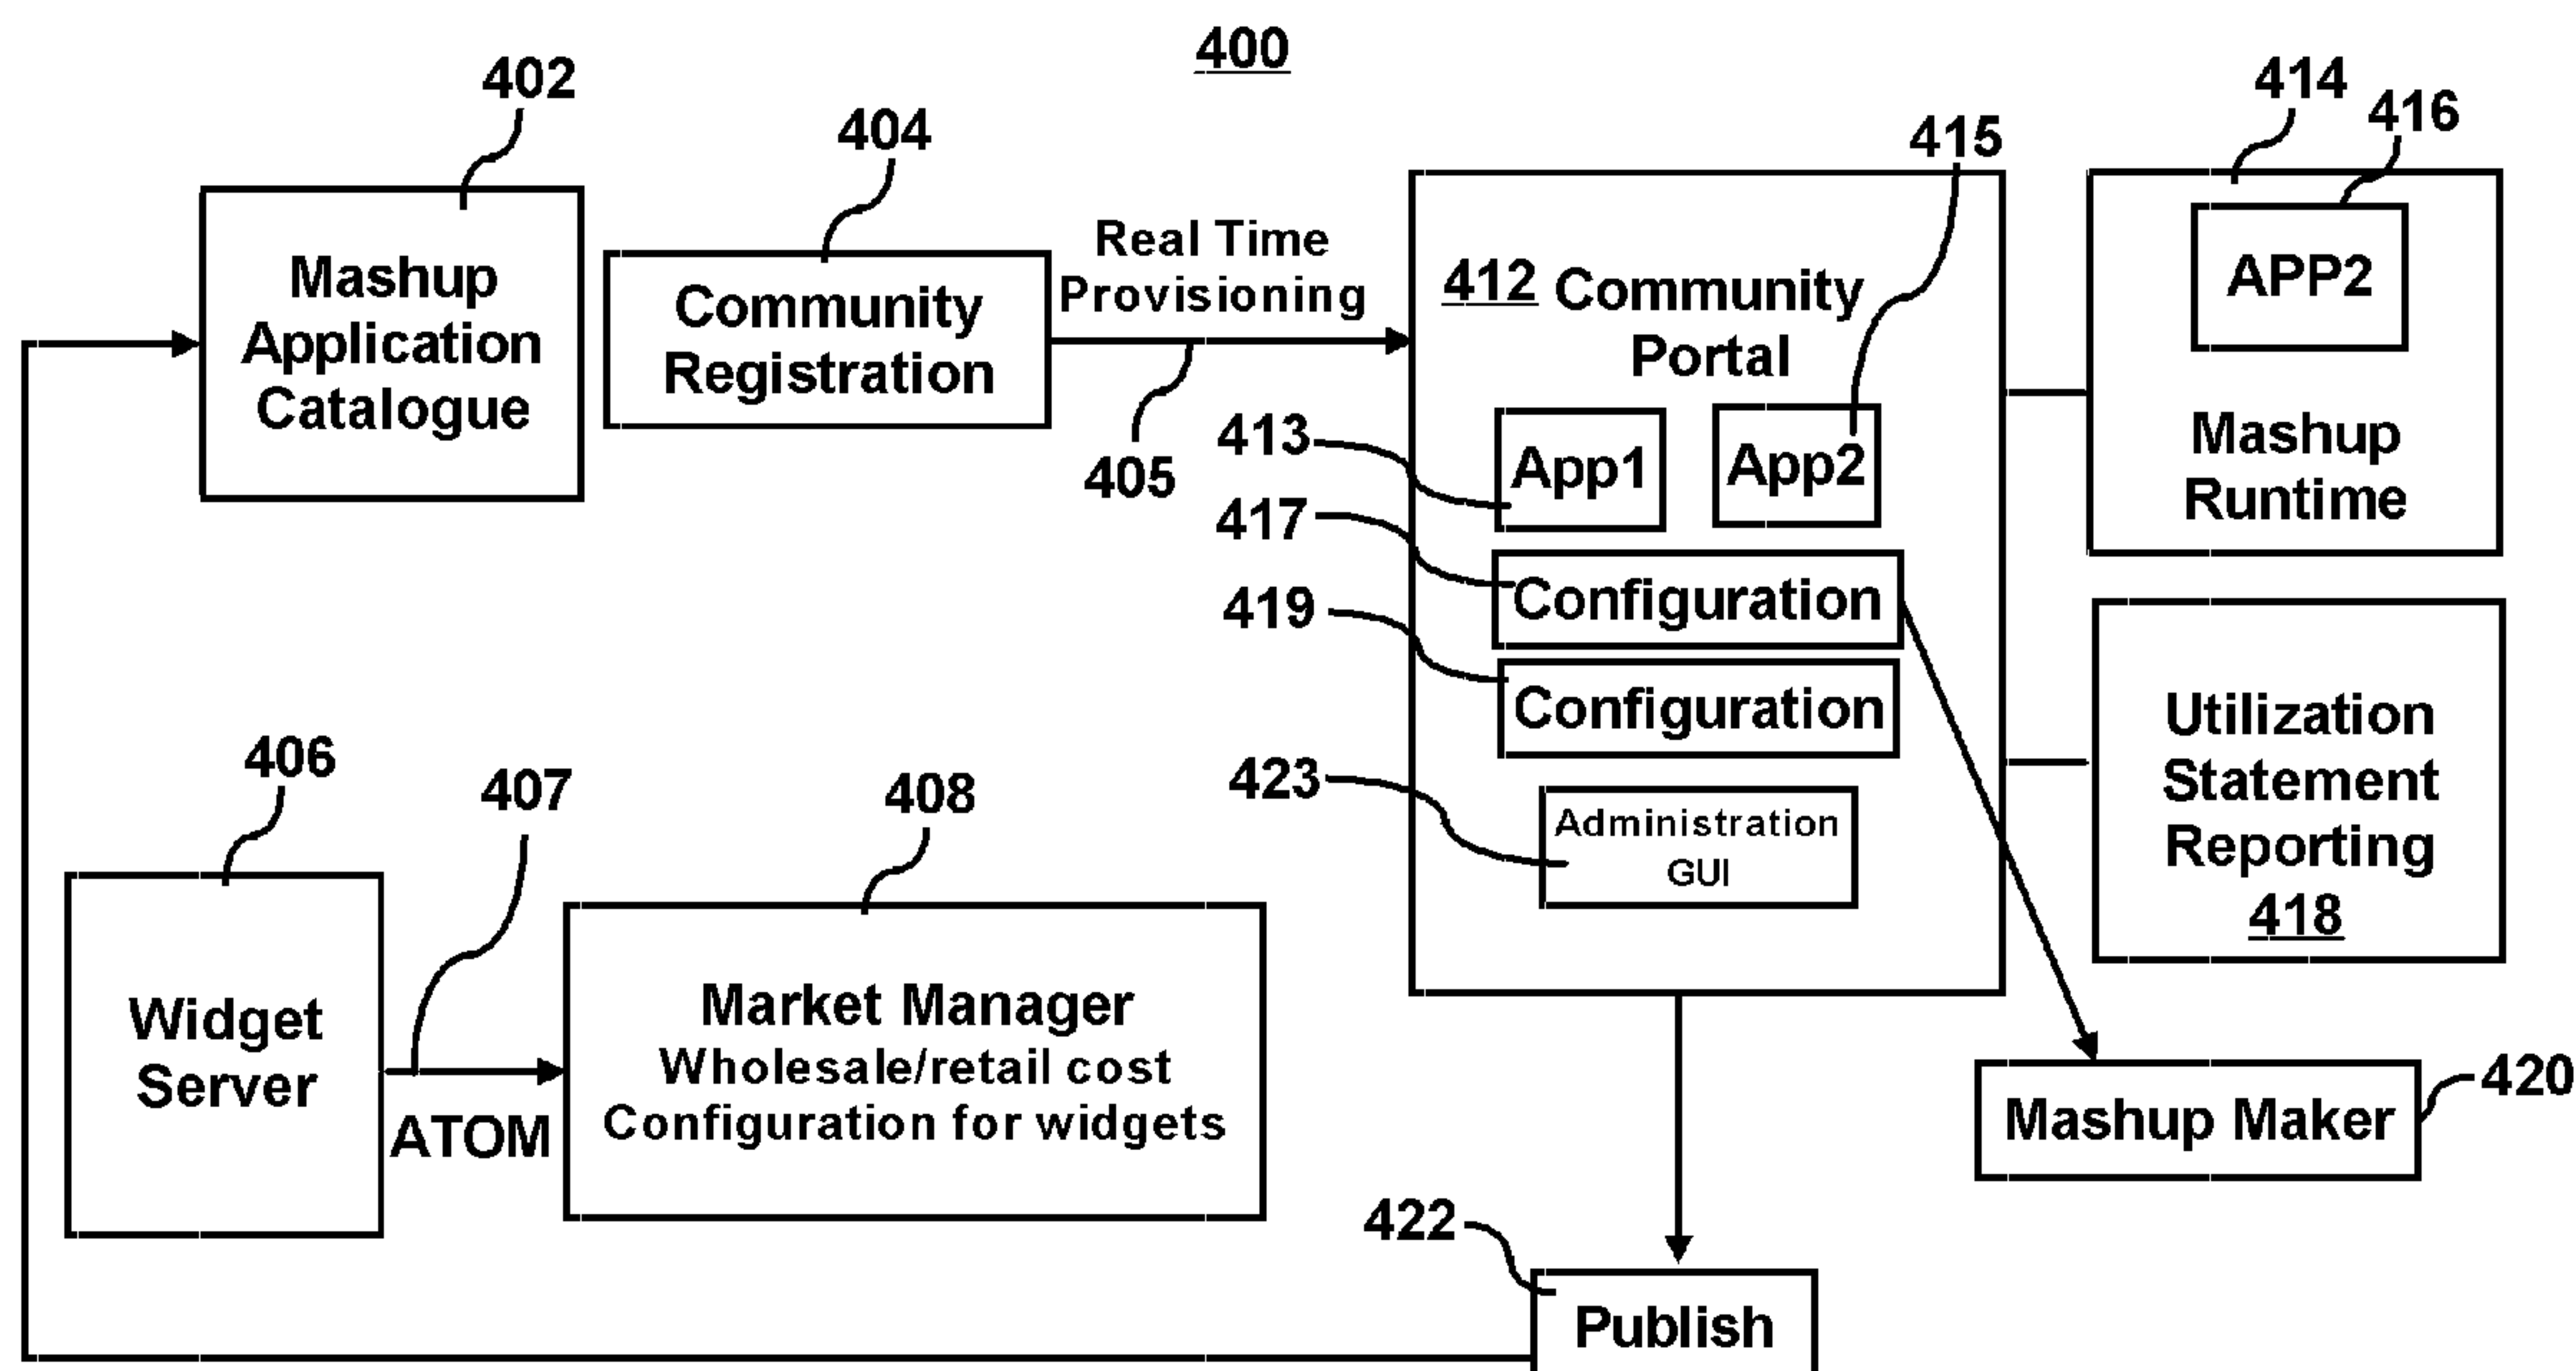 400
402
404
414
416
415
Mashup
Application
Catalogue
Community
Registration
Real Time
Provisioning
405
412 Community
Portal
APP2
Mashup
Runtime
413
App1
App2
417
Configuration
419
Configuration
423
Administration
GUI
Utilization
Statement
Reporting
418
406
407
408
Widget
Server
ATOM
Market Manager
Wholesale/retail cost
Configuration for widgets
Mashup Maker
420
422
Publish